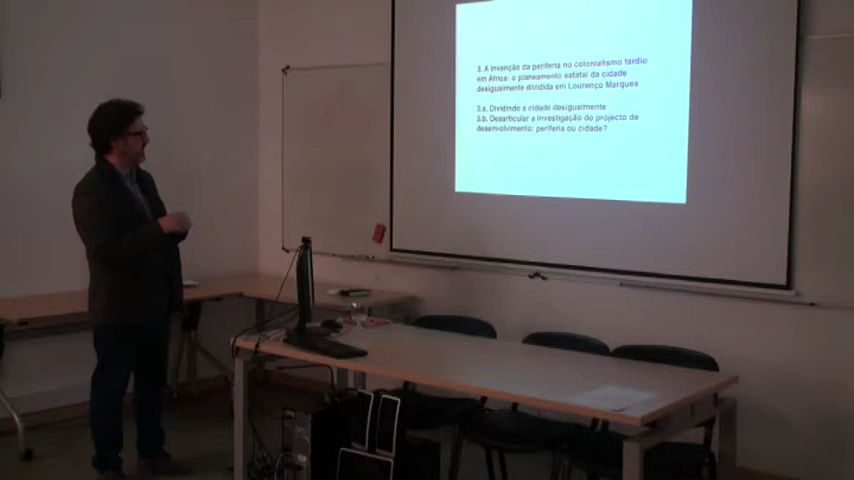 3. A invenção da periferia no colonialismo tardio
em África: o planeamento estatal da cidade
desigualmente dividida em Lourenço Marques
3.a. Dividindo a cidade desigualmente
3.b. Desarticular a investigação do projecto de
desenvolvimento: periferia ou cidade?